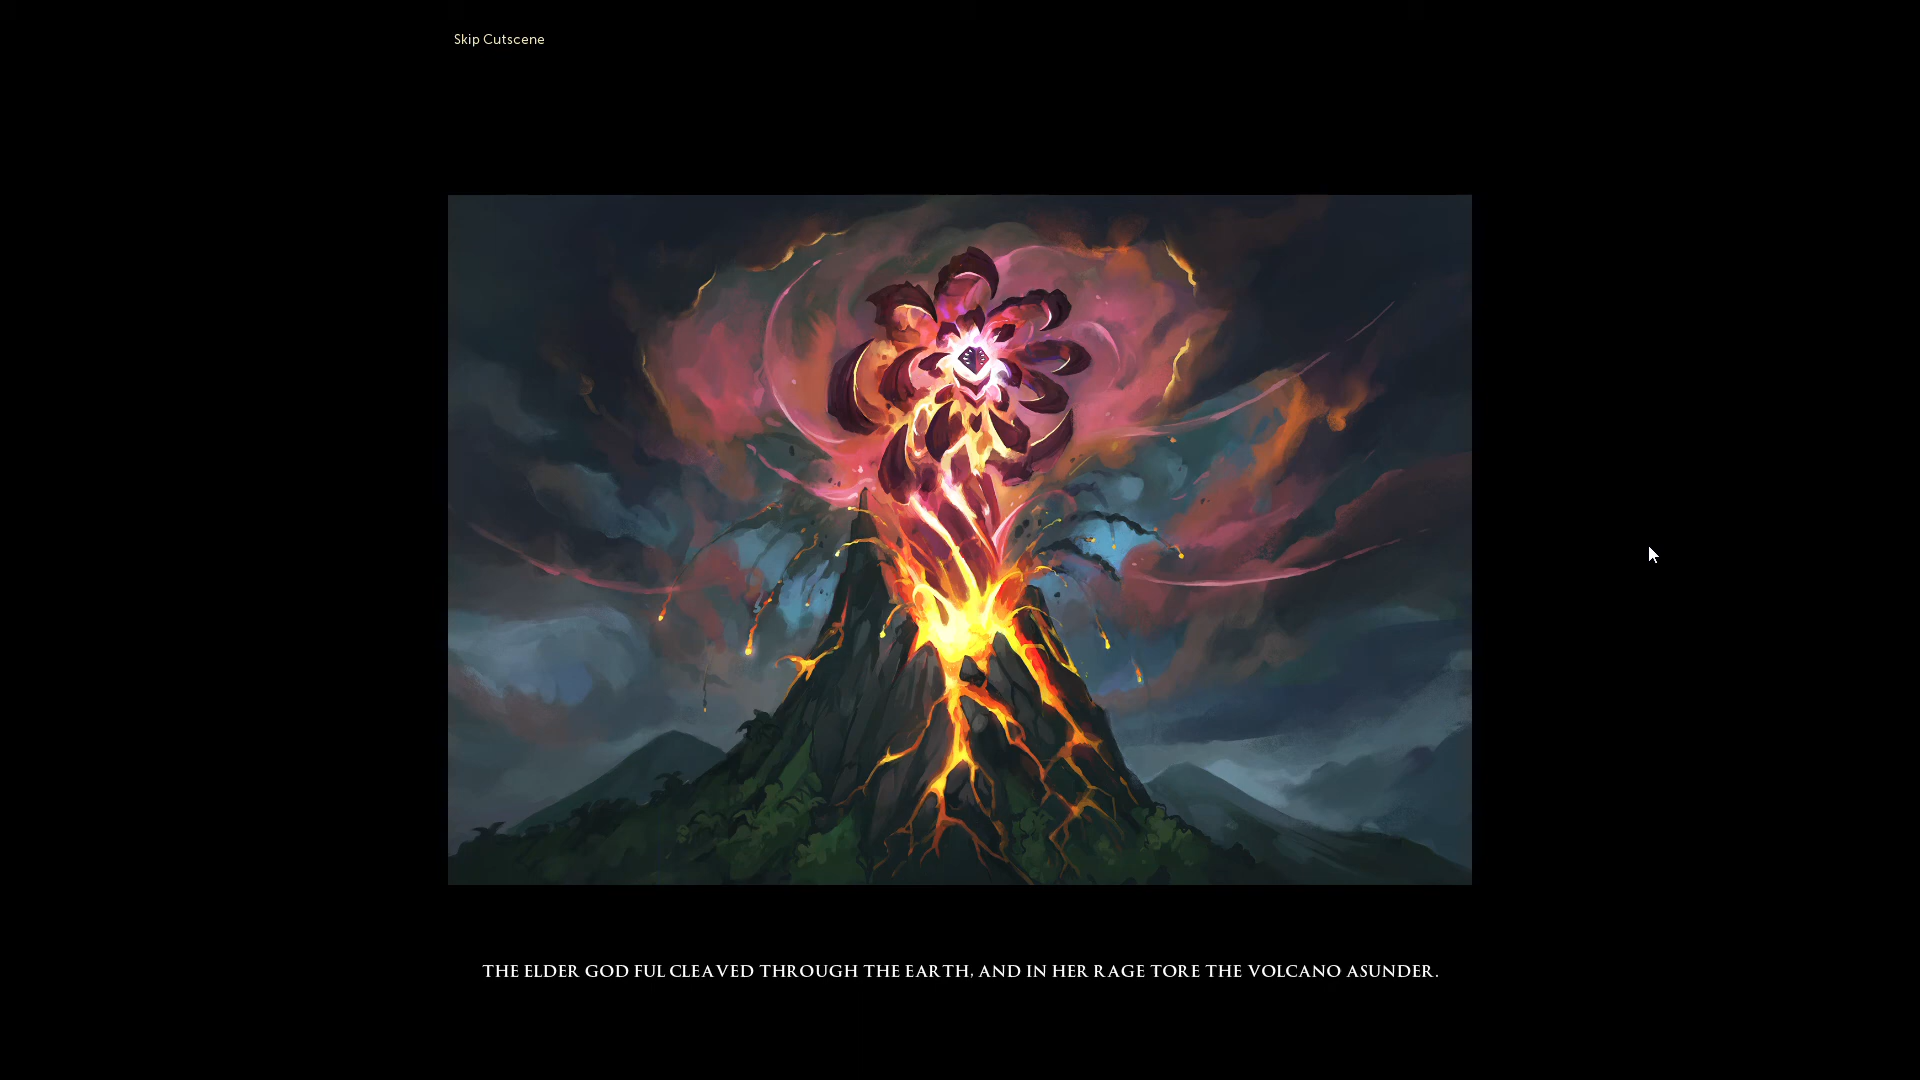 Skip Cutscene
THE ELDER GOD FUL CLEAVED THROUGH THE EARTH, AND IN HER RAGE TORE THE VOLCANO ASUNDER.